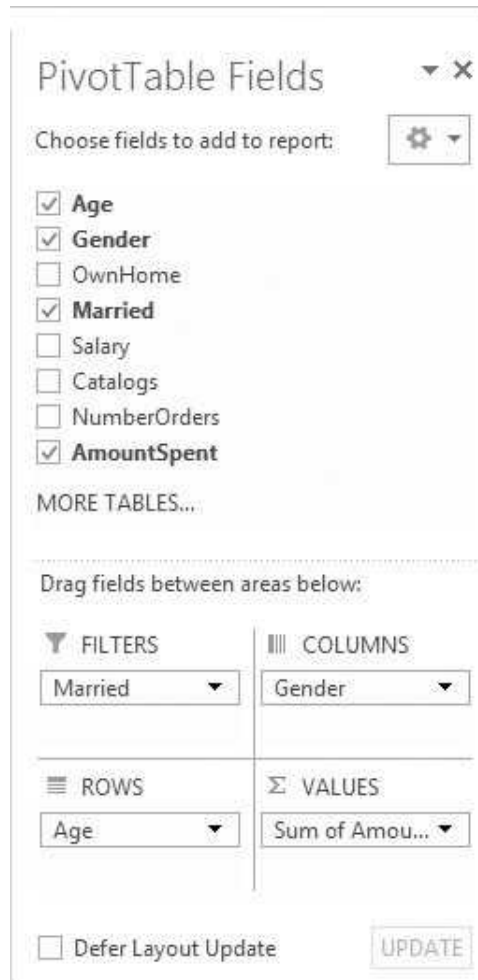 PivotTable Fields
Choose fields to add to report:
Age
Gender
OwnHome
Married
Salary
Catalogs
NumberOrders
AmountSpent
MORE TABLES...
Drag fields between areas below:
FILTERS
Married
COLUMNS
Gender
ROWS
Age
Σ VALUES
Sum of Amou...
Defer Layout Update
UPDATE